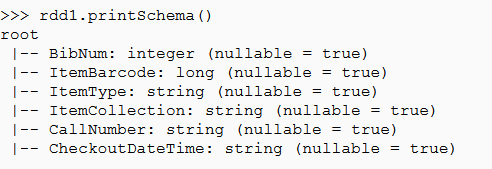 >>> rdd1.printSchema()
root
 |-- BibNum: integer (nullable = true)
 |-- ItemBarcode: long (nullable = true)
 |-- ItemType: string (nullable = true)
 |-- ItemCollection: string (nullable = true)
 |-- CallNumber: string (nullable = true)
 |-- CheckoutDateTime: string (nullable = true)